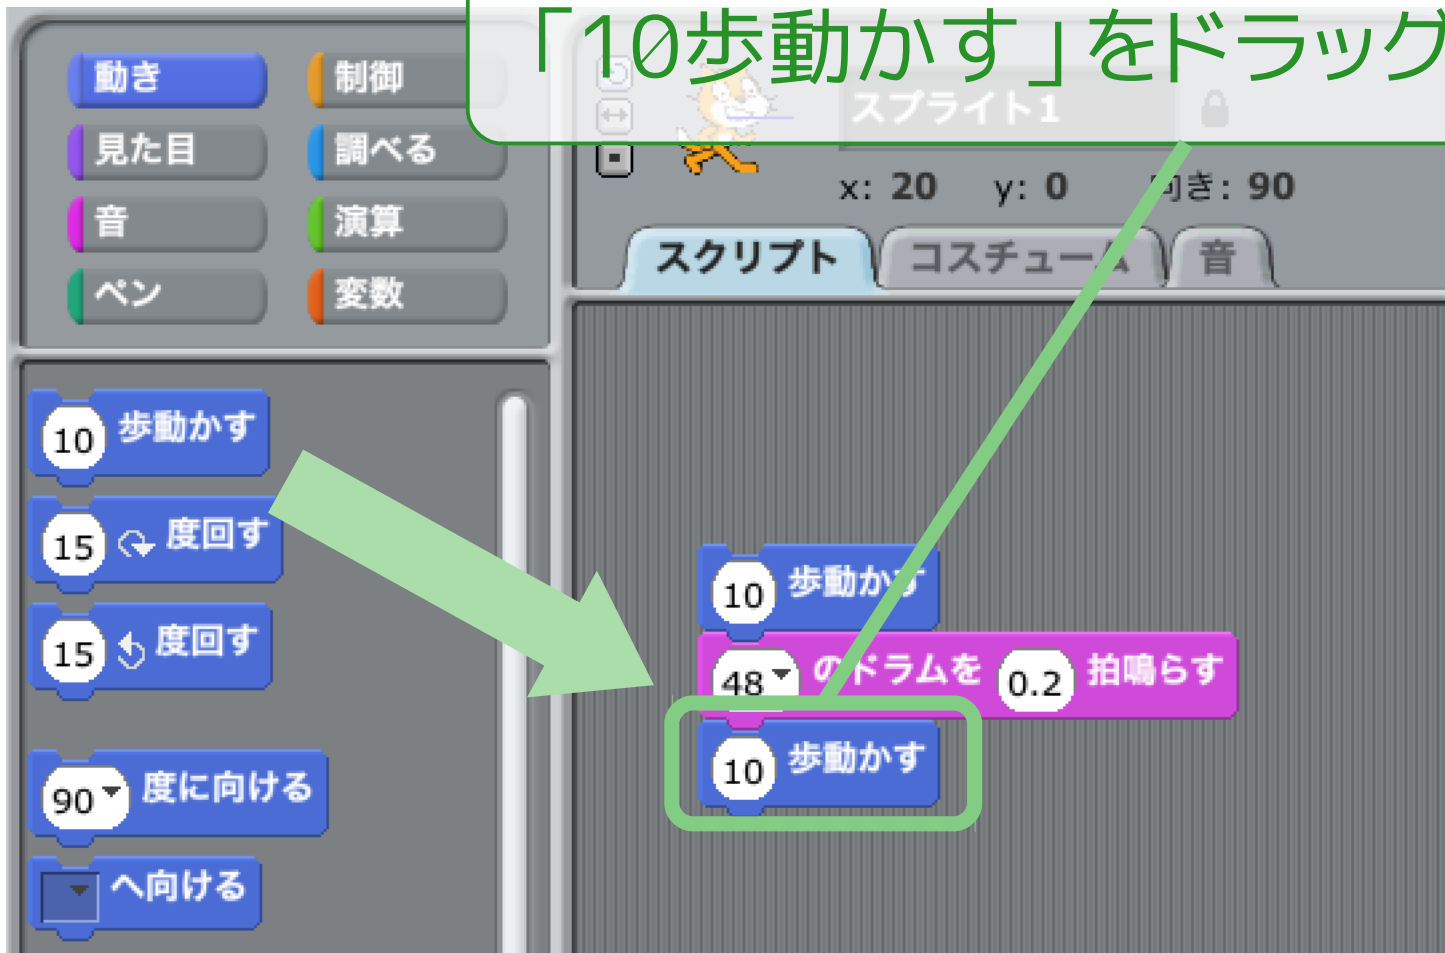 「10歩動かす」をドラッグ
動き 制御
見た目 調べる
音 演算
ペン 変数
スプライト1
x: 20 y: 0 向き: 90
スクリプト コスチューム 音
10 歩動かす
15 度回す
15 度回す
90 度に向ける
へ向ける
10 歩動かす
48 のドラムを 0.2 拍鳴らす
10 歩動かす